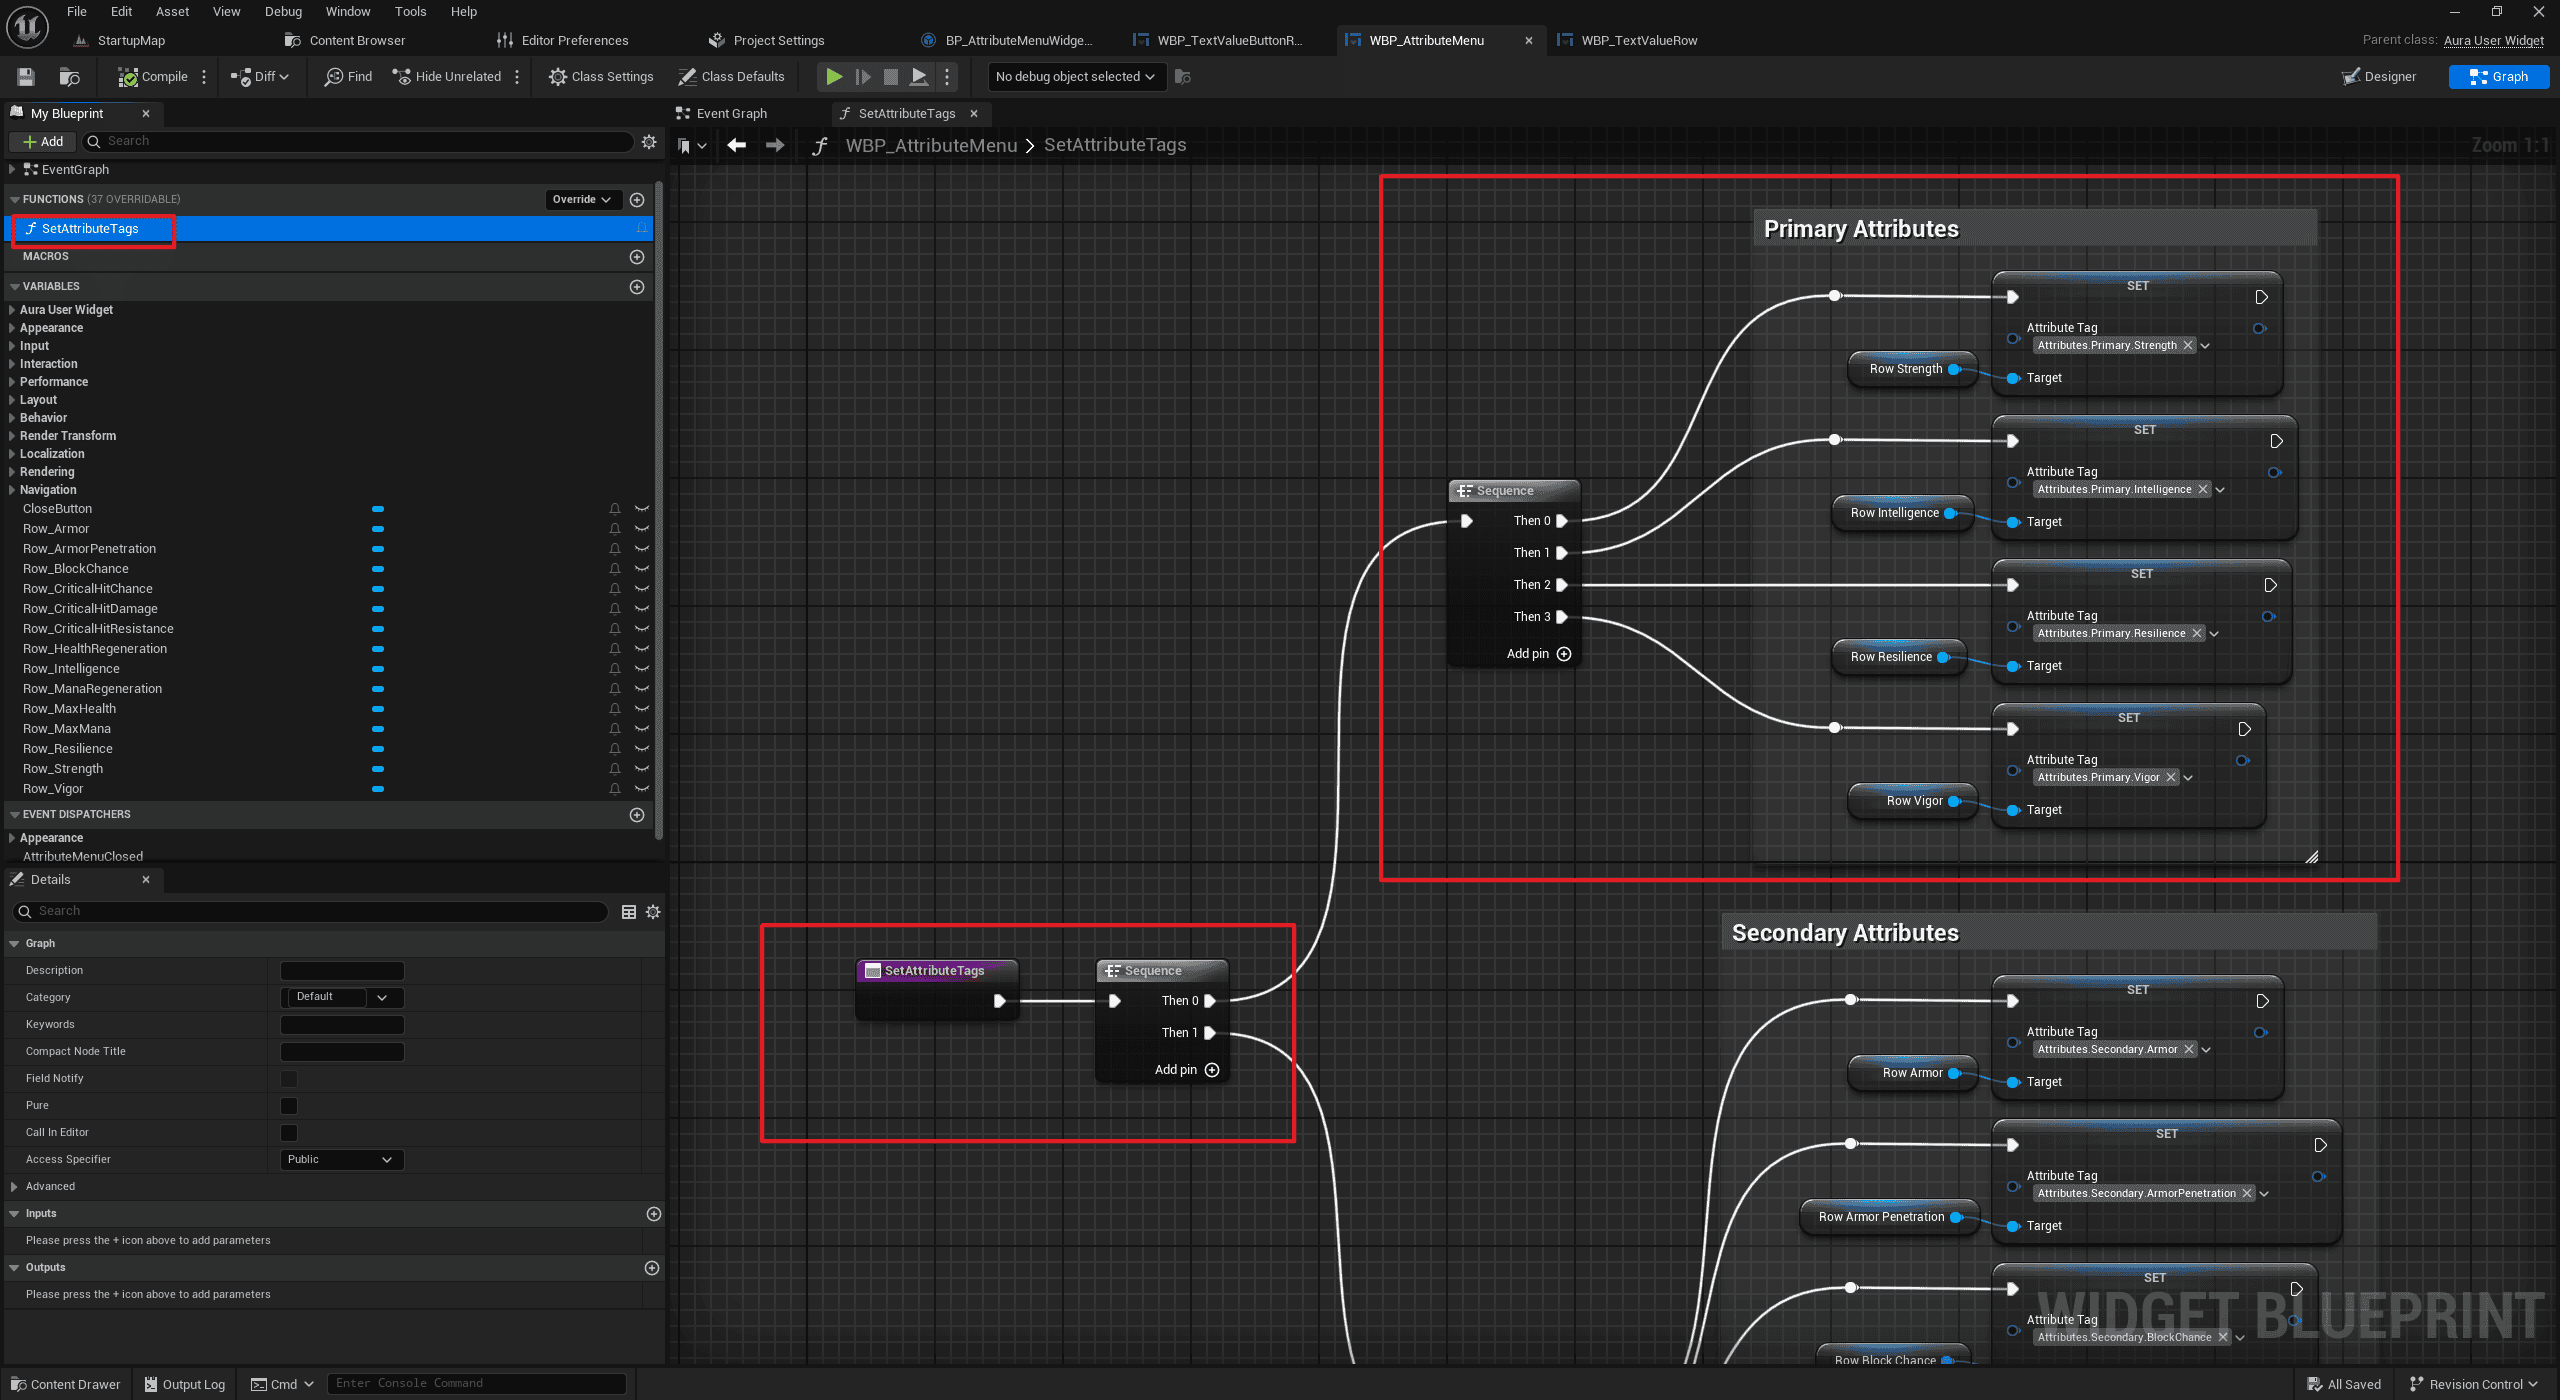 File Edit Asset View Debug Window Tools Help
StartupMap Content Browser Editor Preferences Project Settings BP_AttributeMenuWidge... WBP_TextValueButtonR... WBP_AttributeMenu WBP_TextValueRow Parent class: Aura User Widget
Compile Diff Find Hide Unrelated Class Settings Class Defaults No debug object selected Designer Graph
My Blueprint
Event Graph SetAttributeTags
Add Search
WBP_AttributeMenu > SetAttributeTags Zoom 1:1
EventGraph
FUNCTIONS (37 OVERRIDABLE) Override
SetAttributeTags
MACROS
VARIABLES
Aura User Widget
Appearance
Input
Interaction
Performance
Layout
Behavior
Render Transform
Localization
Rendering
Navigation
CloseButton
Row_Armor
Row_ArmorPenetration
Row_BlockChance
Row_CriticalHitChance
Row_CriticalHitDamage
Row_CriticalHitResistance
Row_HealthRegeneration
Row_Intelligence
Row_ManaRegeneration
Row_MaxHealth
Row_MaxMana
Row_Resilience
Row_Strength
Row_Vigor
EVENT DISPATCHERS
Appearance
AttributeMenuClosed
Details
Search
Graph
Description
Category Default
Keywords
Compact Node Title
Field Notify
Pure
Call In Editor
Access Specifier Public
Advanced
Inputs
Please press the + icon above to add parameters
Outputs
Please press the + icon above to add parameters
SetAttributeTags
Sequence
Then 0
Then 1
Add pin
Sequence
Then 0
Then 1
Then 2
Then 3
Add pin
Primary Attributes
SET
Attribute Tag
Attributes.Primary.Strength
Row Strength
Target
SET
Attribute Tag
Attributes.Primary.Intelligence
Row Intelligence
Target
SET
Attribute Tag
Attributes.Primary.Resilience
Row Resilience
Target
SET
Attribute Tag
Attributes.Primary.Vigor
Row Vigor
Target
Secondary Attributes
SET
Attribute Tag
Attributes.Secondary.Armor
Row Armor
Target
SET
Attribute Tag
Attributes.Secondary.ArmorPenetration
Row Armor Penetration
Target
SET
Attribute Tag
Attributes.Secondary.BlockChance
Row Block Chance
WIDGET BLUEPRINT
Content Drawer Output Log Cmd Enter Console Command All Saved Revision Control